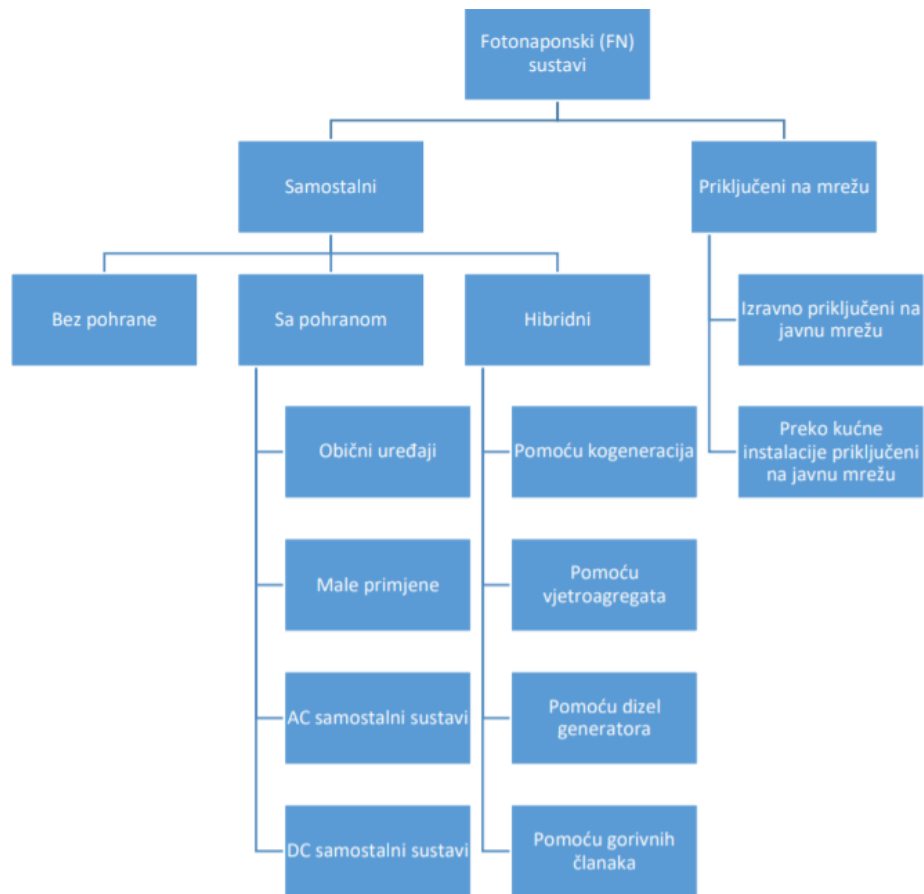 Fotonaponski (FN)
sustavi
Samostalni
Priključeni na mrežu
Bez pohrane
Sa pohranom
Hibridni
Izravno priključeni na
javnu mrežu
Obični uređaji
Pomoću kogeneracija
Preko kućne
instalacije priključeni
na javnu mrežu
Male primjene
Pomoću
vjetroagregata
AC samostalni sustavi
Pomoću dizel
generatora
DC samostalni sustavi
Pomoću gorivnih
članaka